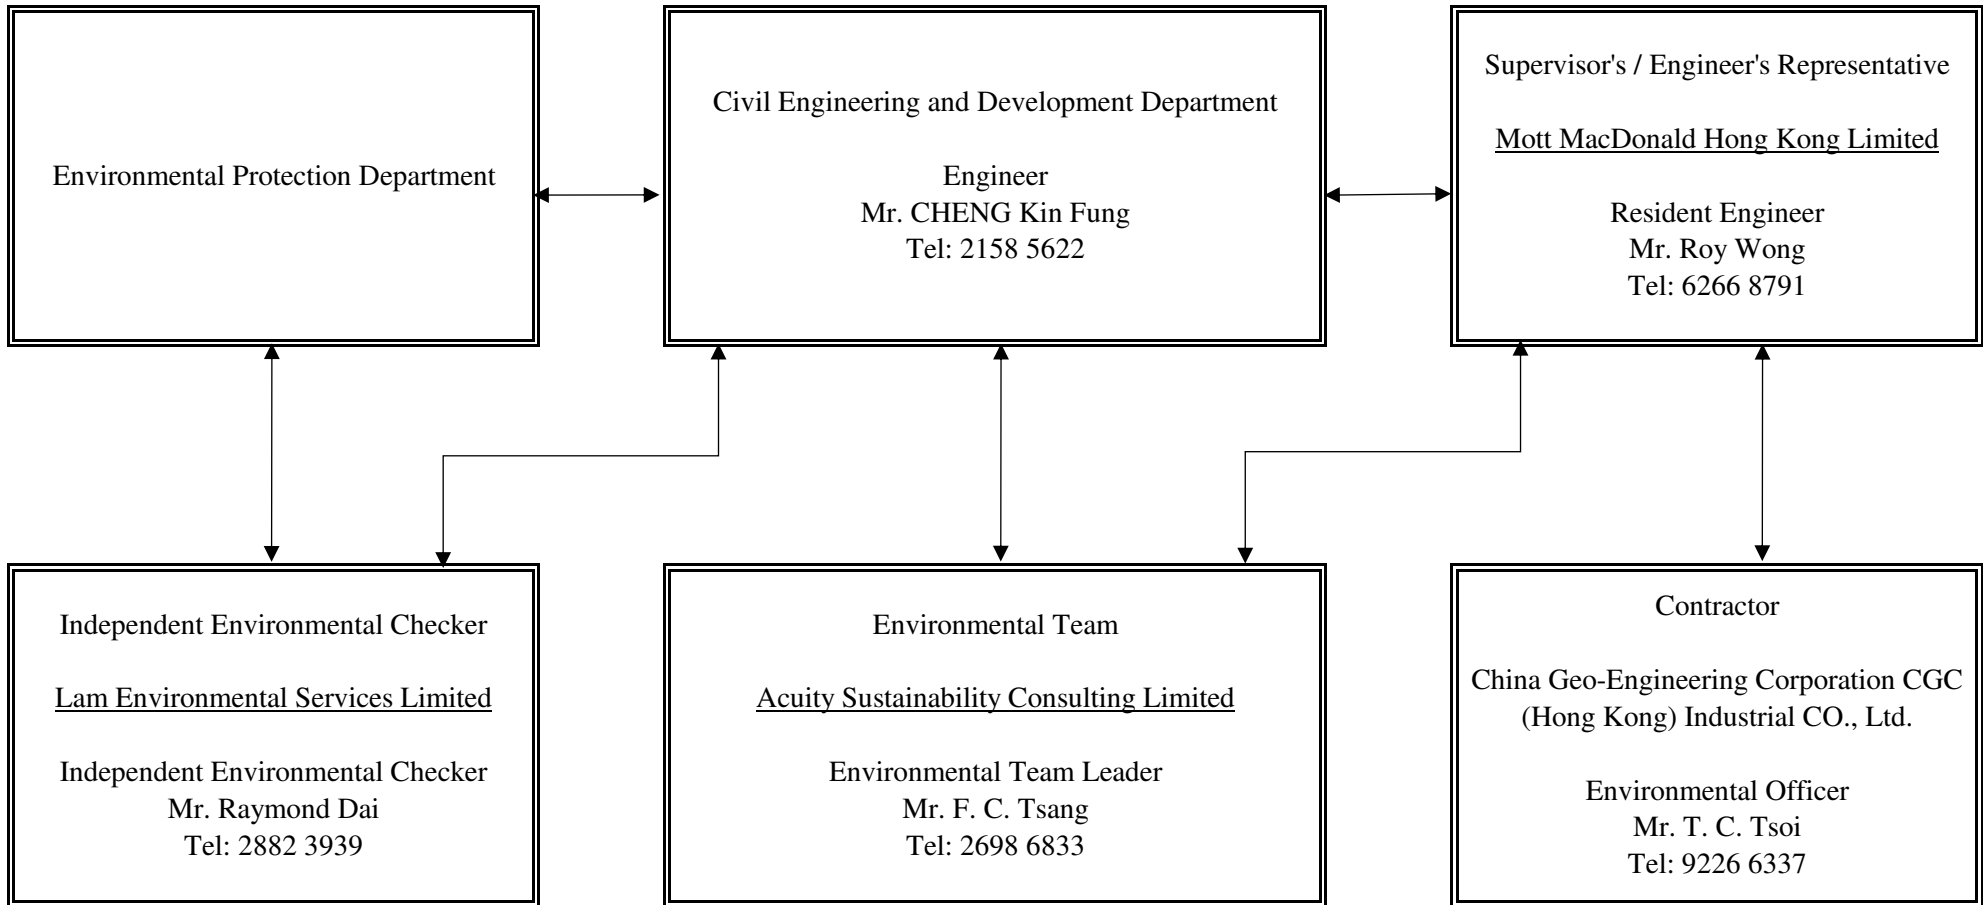 Environmental Protection Department
Civil Engineering and Development Department
Engineer
Mr. CHENG Kin Fung
Tel: 2158 5622
Supervisor's / Engineer's Representative
Mott MacDonald Hong Kong Limited
Resident Engineer
Mr. Roy Wong
Tel: 6266 8791
Independent Environmental Checker
Lam Environmental Services Limited
Independent Environmental Checker
Mr. Raymond Dai
Tel: 2882 3939
Environmental Team
Acuity Sustainability Consulting Limited
Environmental Team Leader
Mr. F. C. Tsang
Tel: 2698 6833
Contractor
China Geo-Engineering Corporation CGC
(Hong Kong) Industrial CO., Ltd.
Environmental Officer
Mr. T. C. Tsoi
Tel: 9226 6337